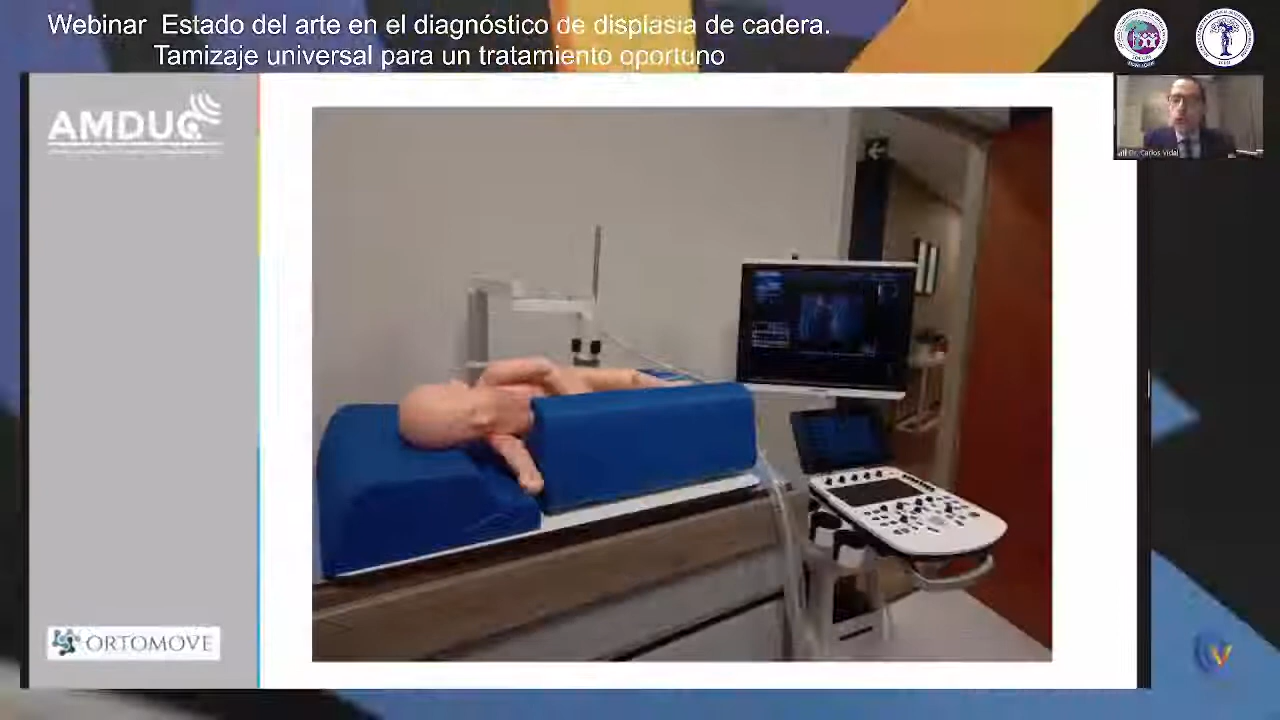 Webinar Estado del arte en el diagnóstico de displasia de cadera.
Tamizaje universal para un tratamiento oportuno
AMDUC
Dr. Carlos Vidal
ORTOMOVE